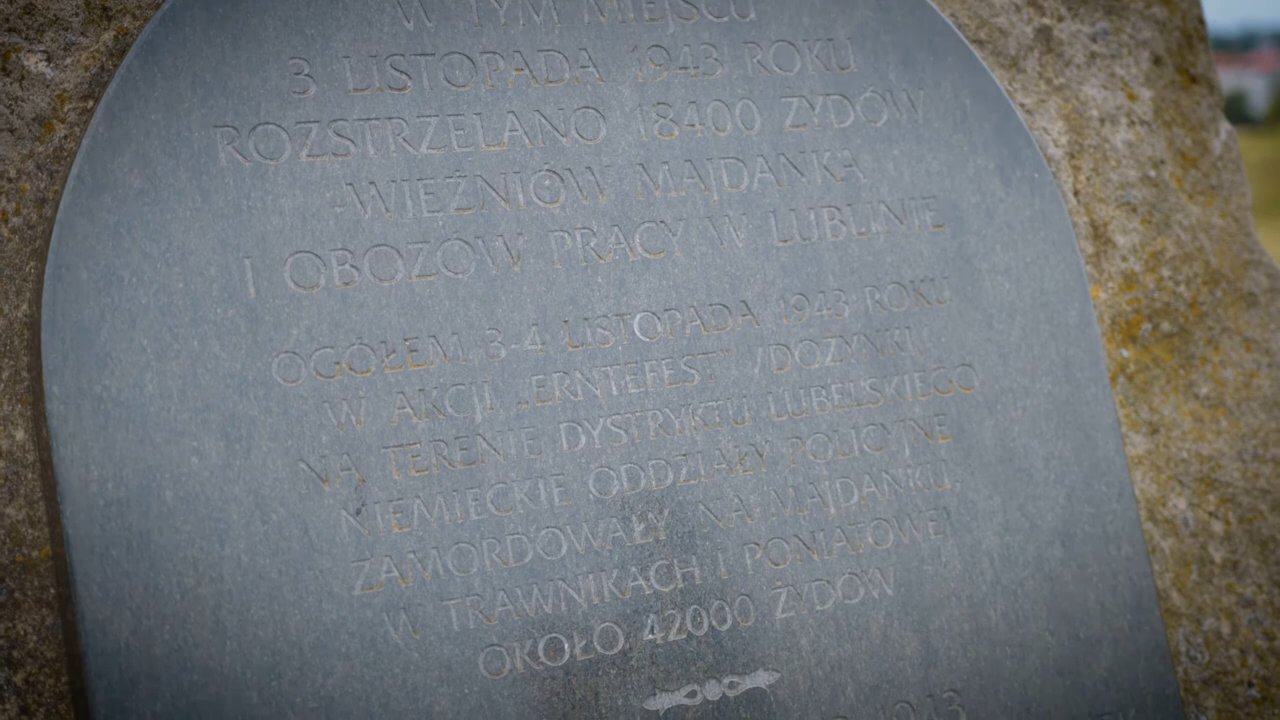 W TYM MIEJSCU
3 LISTOPADA 1943 ROKU
ROZSTRZELANO 18400 ŻYDÓW
-WIĘŹNIÓW MAJDANKA
I OBOZÓW PRACY W LUBLINIE
OGÓŁEM 3-4 LISTOPADA 1943 ROKU
W AKCJI „ERNTEFEST” /DOŻYNKI/
NA TERENIE DYSTRYKTU LUBELSKIEGO
NIEMIECKIE ODDZIAŁY POLICYJNE
ZAMORDOWAŁY NA MAJDANKU,
W TRAWNIKACH I PONIATOWEJ
OKOŁO 42000 ŻYDÓW